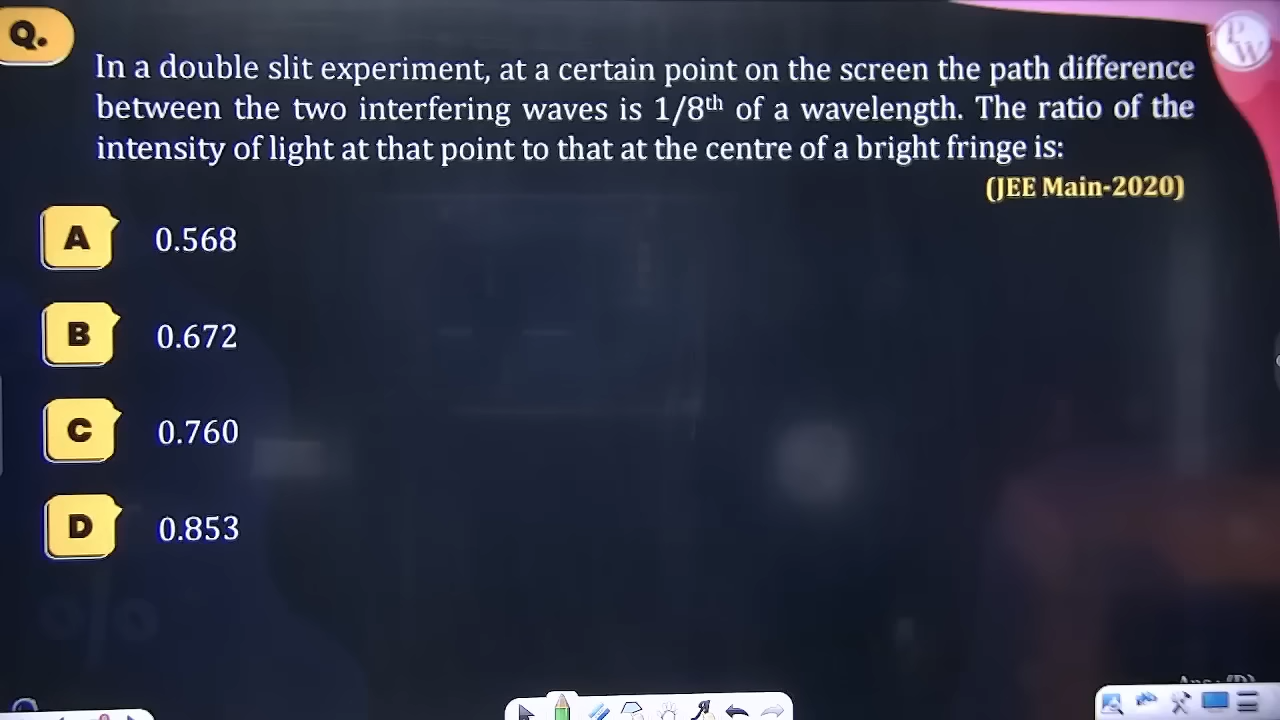 Q.
In a double slit experiment, at a certain point on the screen the path difference
between the two interfering waves is 1/8th of a wavelength. The ratio of the
intensity of light at that point to that at the centre of a bright fringe is:
(JEE Main-2020)
A 0.568
B 0.672
C 0.760
D 0.853
PW